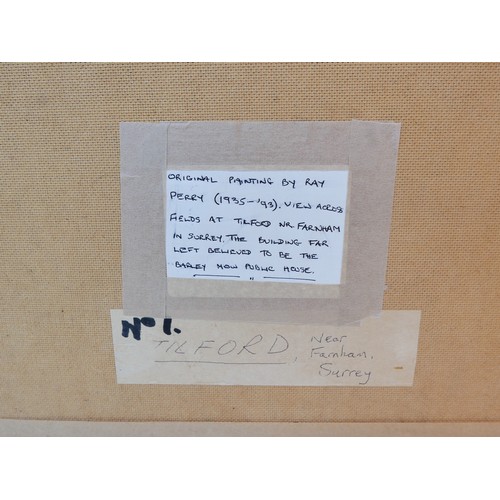 ORIGINAL PAINTING BY RAY
PERRY (1935-'93). VIEW ACROSS
FIELDS AT TILFORD NR. FARNHAM
IN SURREY. THE BUILDING FAR
LEFT BELIEVED TO BE THE
"BARLEY MOW" PUBLIC HOUSE.
No 1.
TILFORD, Near
Farnham,
Surrey